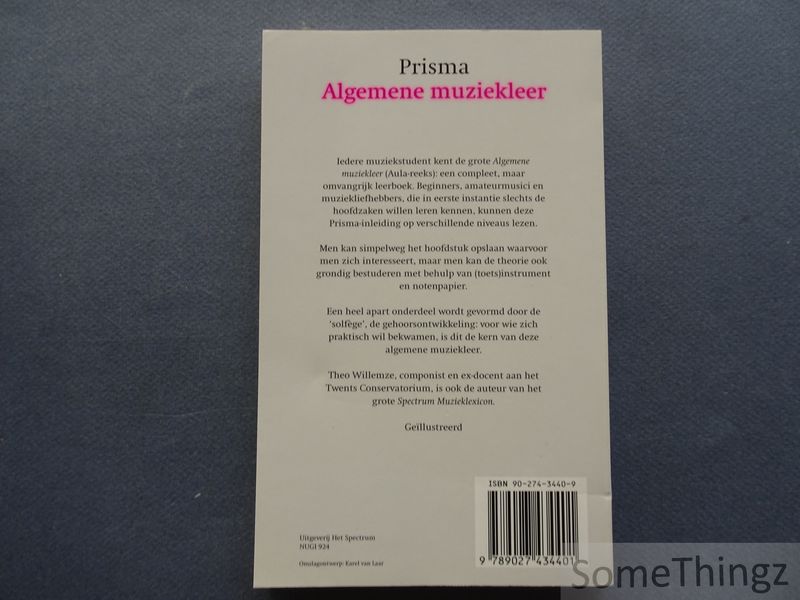 Prisma
Algemene muziekleer
Iedere muziekstudent kent de grote Algemene
muziekleer (Aula-reeks): een compleet, maar
omvangrijk leerboek. Beginners, amateurmusici en
muziekliefhebbers, die in eerste instantie slechts de
hoofdzaken willen leren kennen, kunnen deze
Prisma-inleiding op verschillende niveaus lezen.
Men kan simpelweg het hoofdstuk opslaan waarvoor
men zich interesseert, maar men kan de theorie ook
grondig bestuderen met behulp van (toets)instrument
en notenpapier.
Een heel apart onderdeel wordt gevormd door de
'solfège', de gehoorsontwikkeling: voor wie zich
praktisch wil bekwamen, is dit de kern van deze
algemene muziekleer.
Theo Willemze, componist en ex-docent aan het
Twents Conservatorium, is ook de auteur van het
grote Spectrum Muzieklexicon.
Geïllustreerd
ISBN 90-274-3440-9
9 789027 434401
Uitgeverij Het Spectrum
NUGI 924
Omslagontwerp: Karel van Laar
SomeThingz